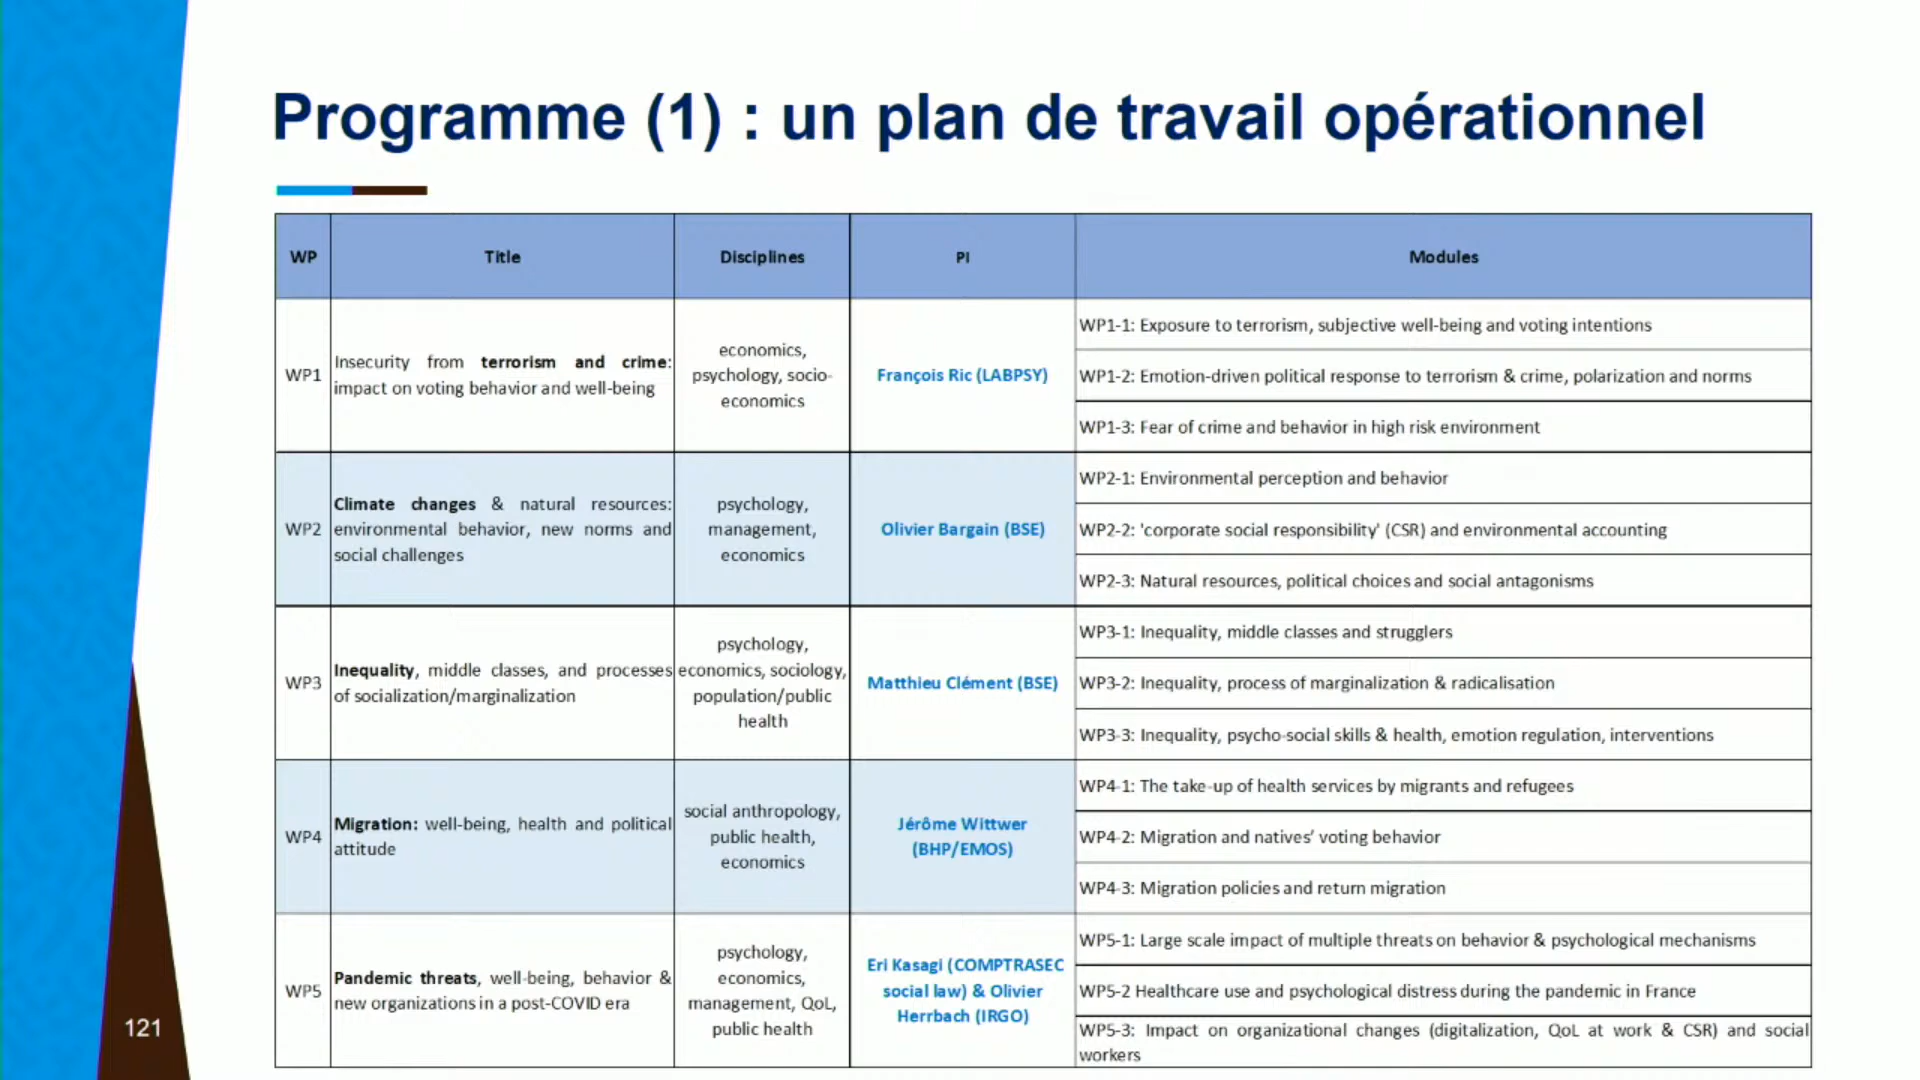 Programme (1) : un plan de travail opérationnel
WP
Title
Disciplines
PI
Modules
WP1
Insecurity from terrorism and crime:
impact on voting behavior and well-being
economics,
psychology, socio-
economics
François Ric (LABPSY)
WP1-1: Exposure to terrorism, subjective well-being and voting intentions
WP1-2: Emotion-driven political response to terrorism & crime, polarization and norms
WP1-3: Fear of crime and behavior in high risk environment
WP2
Climate changes & natural resources:
environmental behavior, new norms and
social challenges
psychology,
management,
economics
Olivier Bargain (BSE)
WP2-1: Environmental perception and behavior
WP2-2: 'corporate social responsibility' (CSR) and environmental accounting
WP2-3: Natural resources, political choices and social antagonisms
WP3
Inequality, middle classes, and processes
of socialization/marginalization
psychology,
economics, sociology,
population/public
health
Matthieu Clément (BSE)
WP3-1: Inequality, middle classes and strugglers
WP3-2: Inequality, process of marginalization & radicalisation
WP3-3: Inequality, psycho-social skills & health, emotion regulation, interventions
WP4
Migration: well-being, health and political
attitude
social anthropology,
public health,
economics
Jérôme Wittwer
(BHP/EMOS)
WP4-1: The take-up of health services by migrants and refugees
WP4-2: Migration and natives’ voting behavior
WP4-3: Migration policies and return migration
WP5
Pandemic threats, well-being, behavior &
new organizations in a post-COVID era
psychology,
economics,
management, QoL,
public health
Eri Kasagi (COMPTRASEC
social law) & Olivier
Herrbach (IRGO)
WP5-1: Large scale impact of multiple threats on behavior & psychological mechanisms
WP5-2 Healthcare use and psychological distress during the pandemic in France
WP5-3: Impact on organizational changes (digitalization, QoL at work & CSR) and social
workers
121